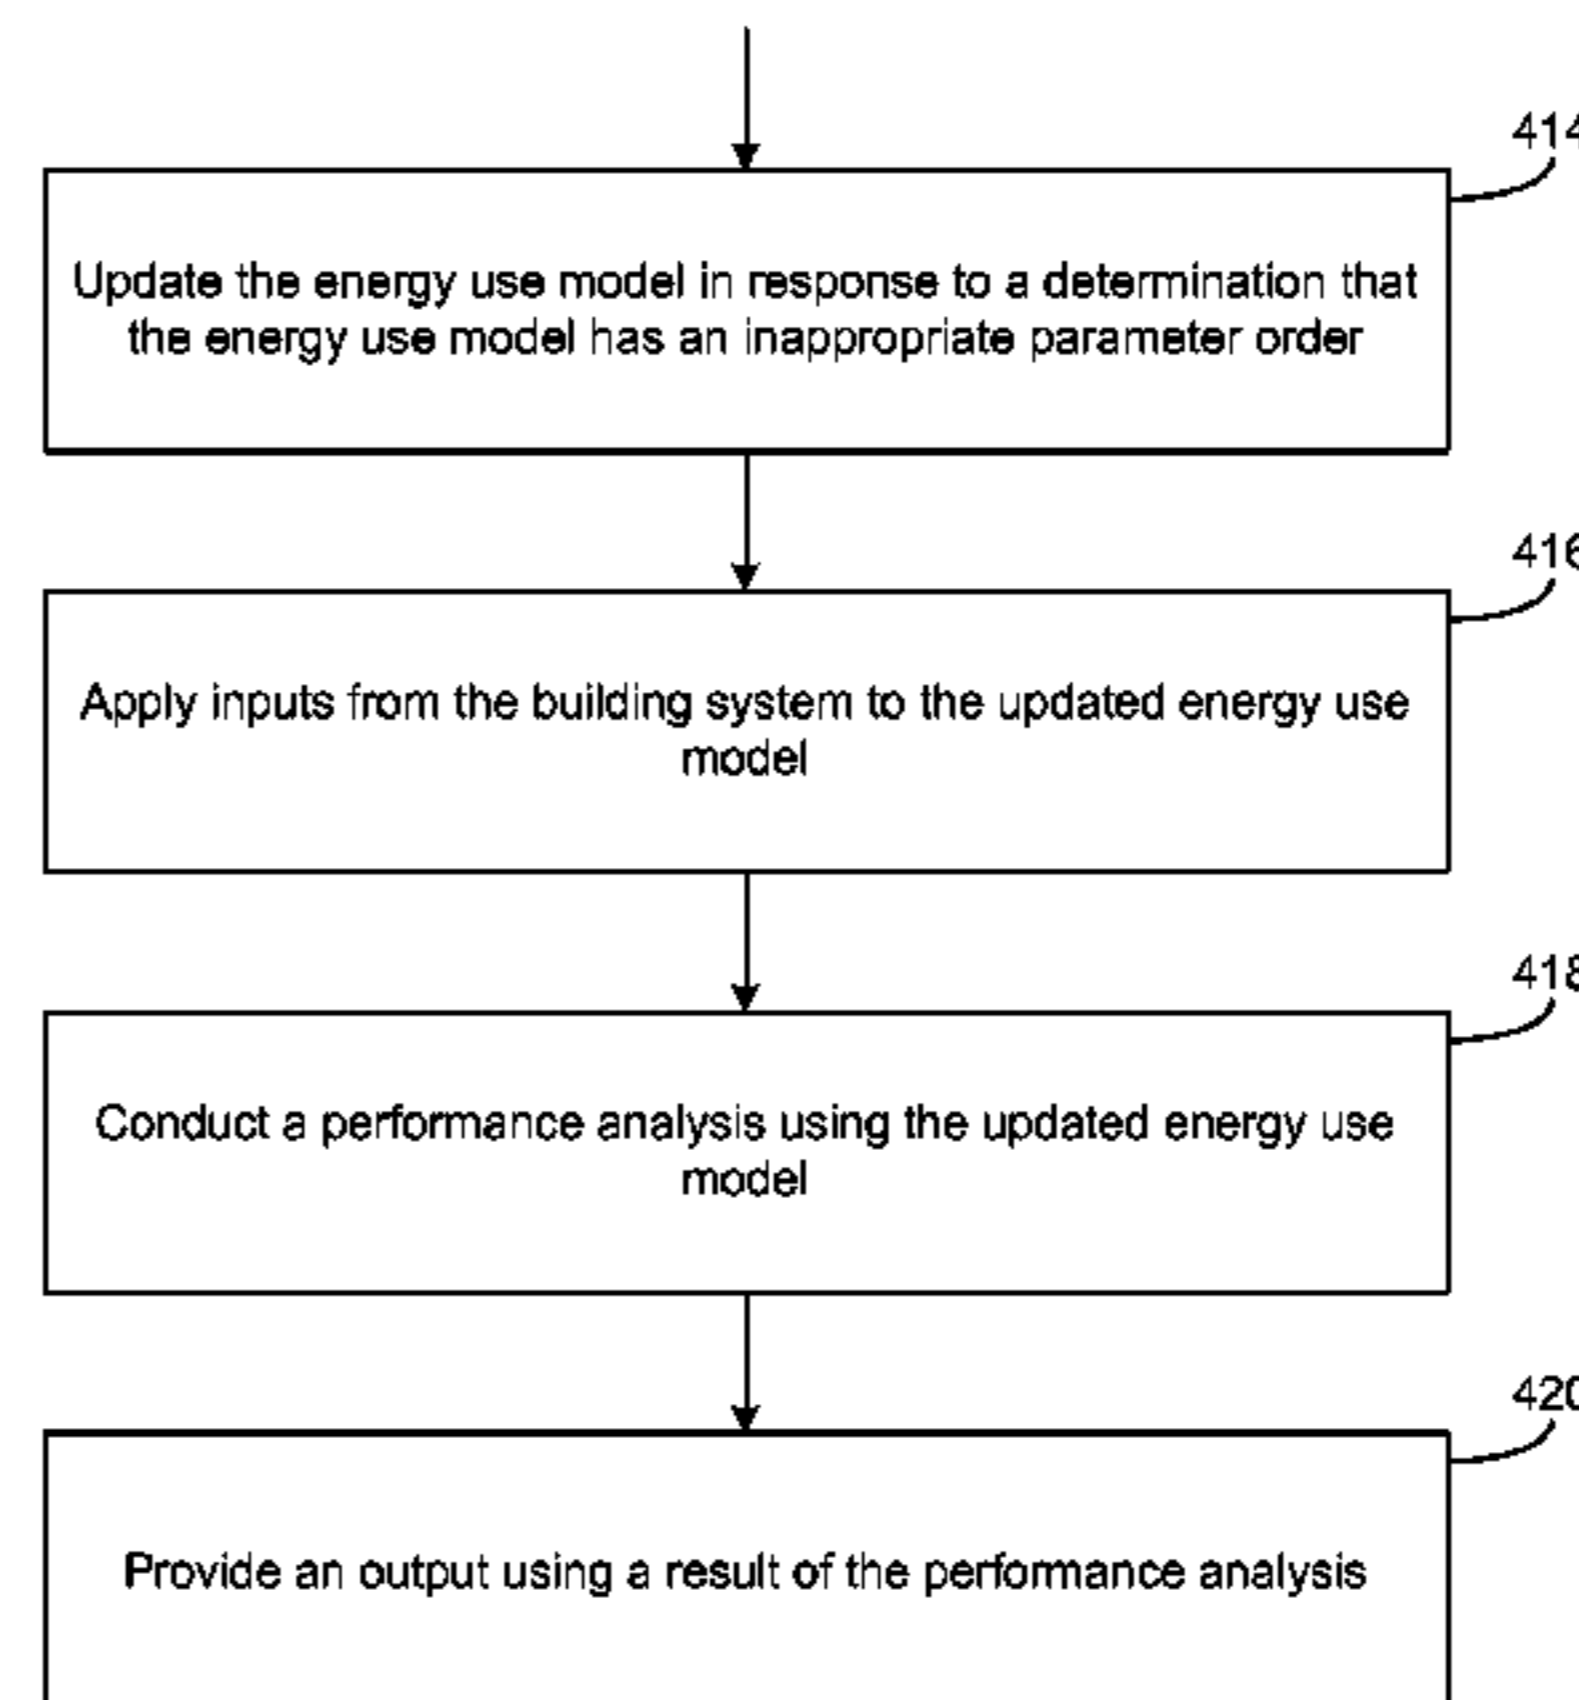 414
Update the energy use model in response to a determination that
the energy use model has an inappropriate parameter order
416
Apply inputs from the building system to the updated energy use
model
418
Conduct a performance analysis using the updated energy use
model
420
Provide an output using a result of the performance analysis